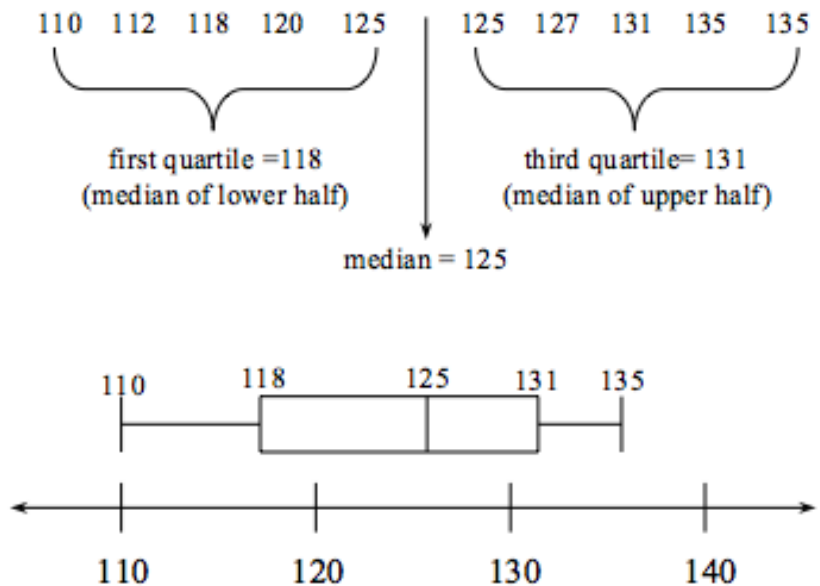 110 112 118 120 125 125 127 131 135 135
first quartile =118 third quartile= 131
(median of lower half) (median of upper half)
median = 125
110 118 125 131 135
110 120 130 140